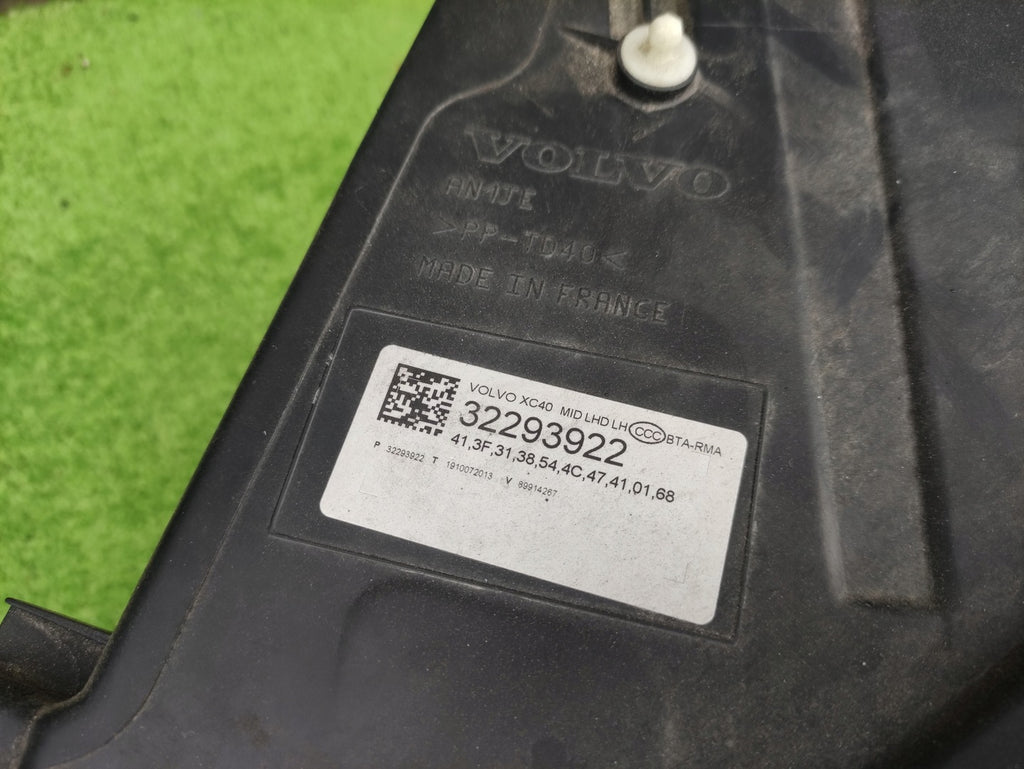 VOLVO
AN4JE
>PP-TD40<
MADE IN FRANCE
VOLVO XC40 MID LHD LH CCC BTA-RMA
32293922
41,3F,31,38,54,4C,47,41,01,68
P 32293922 T 1910072013 V 89914267